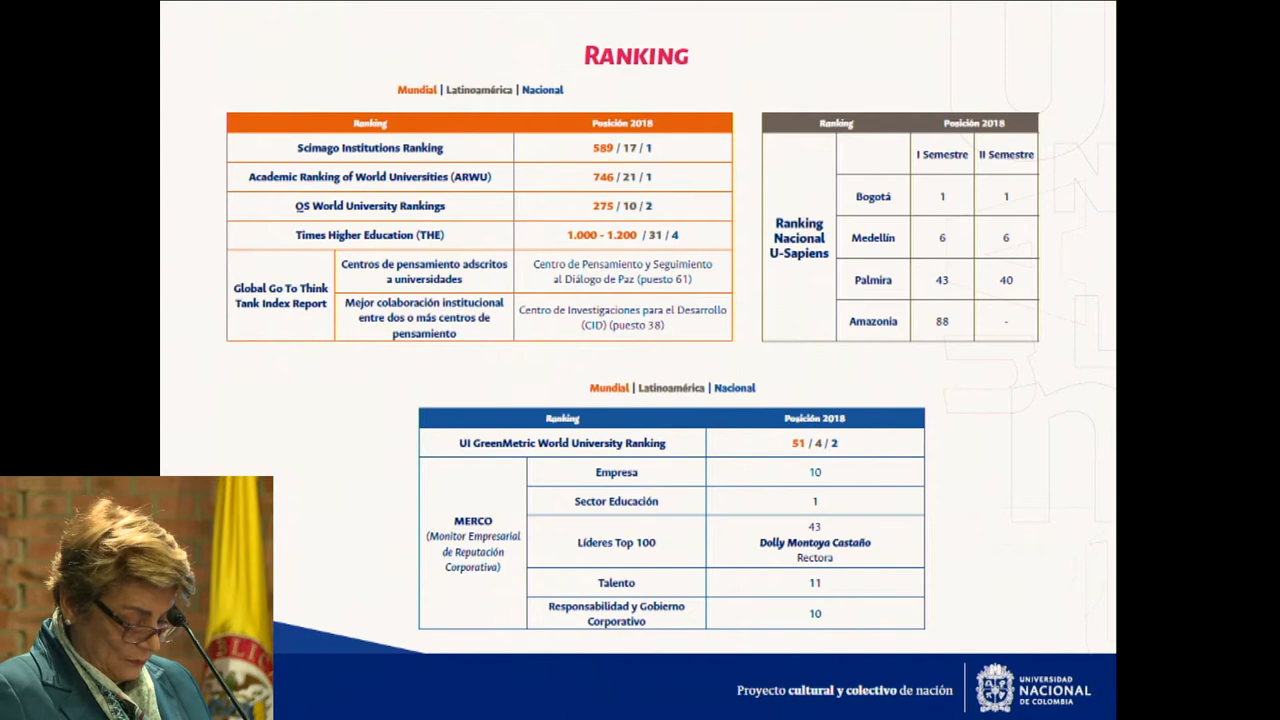 RANKING
Mundial | Latinoamérica | Nacional
Ranking
Posición 2018
Scimago Institutions Ranking
589 / 17 / 1
Academic Ranking of World Universities (ARWU)
746 / 21 / 1
QS World University Rankings
275 / 10 / 2
Times Higher Education (THE)
1.000 - 1.200 / 31 / 4
Global Go To Think
Tank Index Report
Centros de pensamiento adscritos
a universidades
Centro de Pensamiento y Seguimiento
al Diálogo de Paz (puesto 61)
Mejor colaboración institucional
entre dos o más centros de
pensamiento
Centro de Investigaciones para el Desarrollo
(CID) (puesto 38)
Ranking
Posición 2018
I Semestre
II Semestre
Ranking
Nacional
U-Sapiens
Bogotá
1
1
Medellín
6
6
Palmira
43
40
Amazonia
88
-
Mundial | Latinoamérica | Nacional
Ranking
Posición 2018
UI GreenMetric World University Ranking
51 / 4 / 2
MERCO
(Monitor Empresarial
de Reputación
Corporativa)
Empresa
10
Sector Educación
1
Líderes Top 100
43
Dolly Montoya Castaño
Rectora
Talento
11
Responsabilidad y Gobierno
Corporativo
10
Proyecto cultural y colectivo de nación
UNIVERSIDAD
NACIONAL
DE COLOMBIA